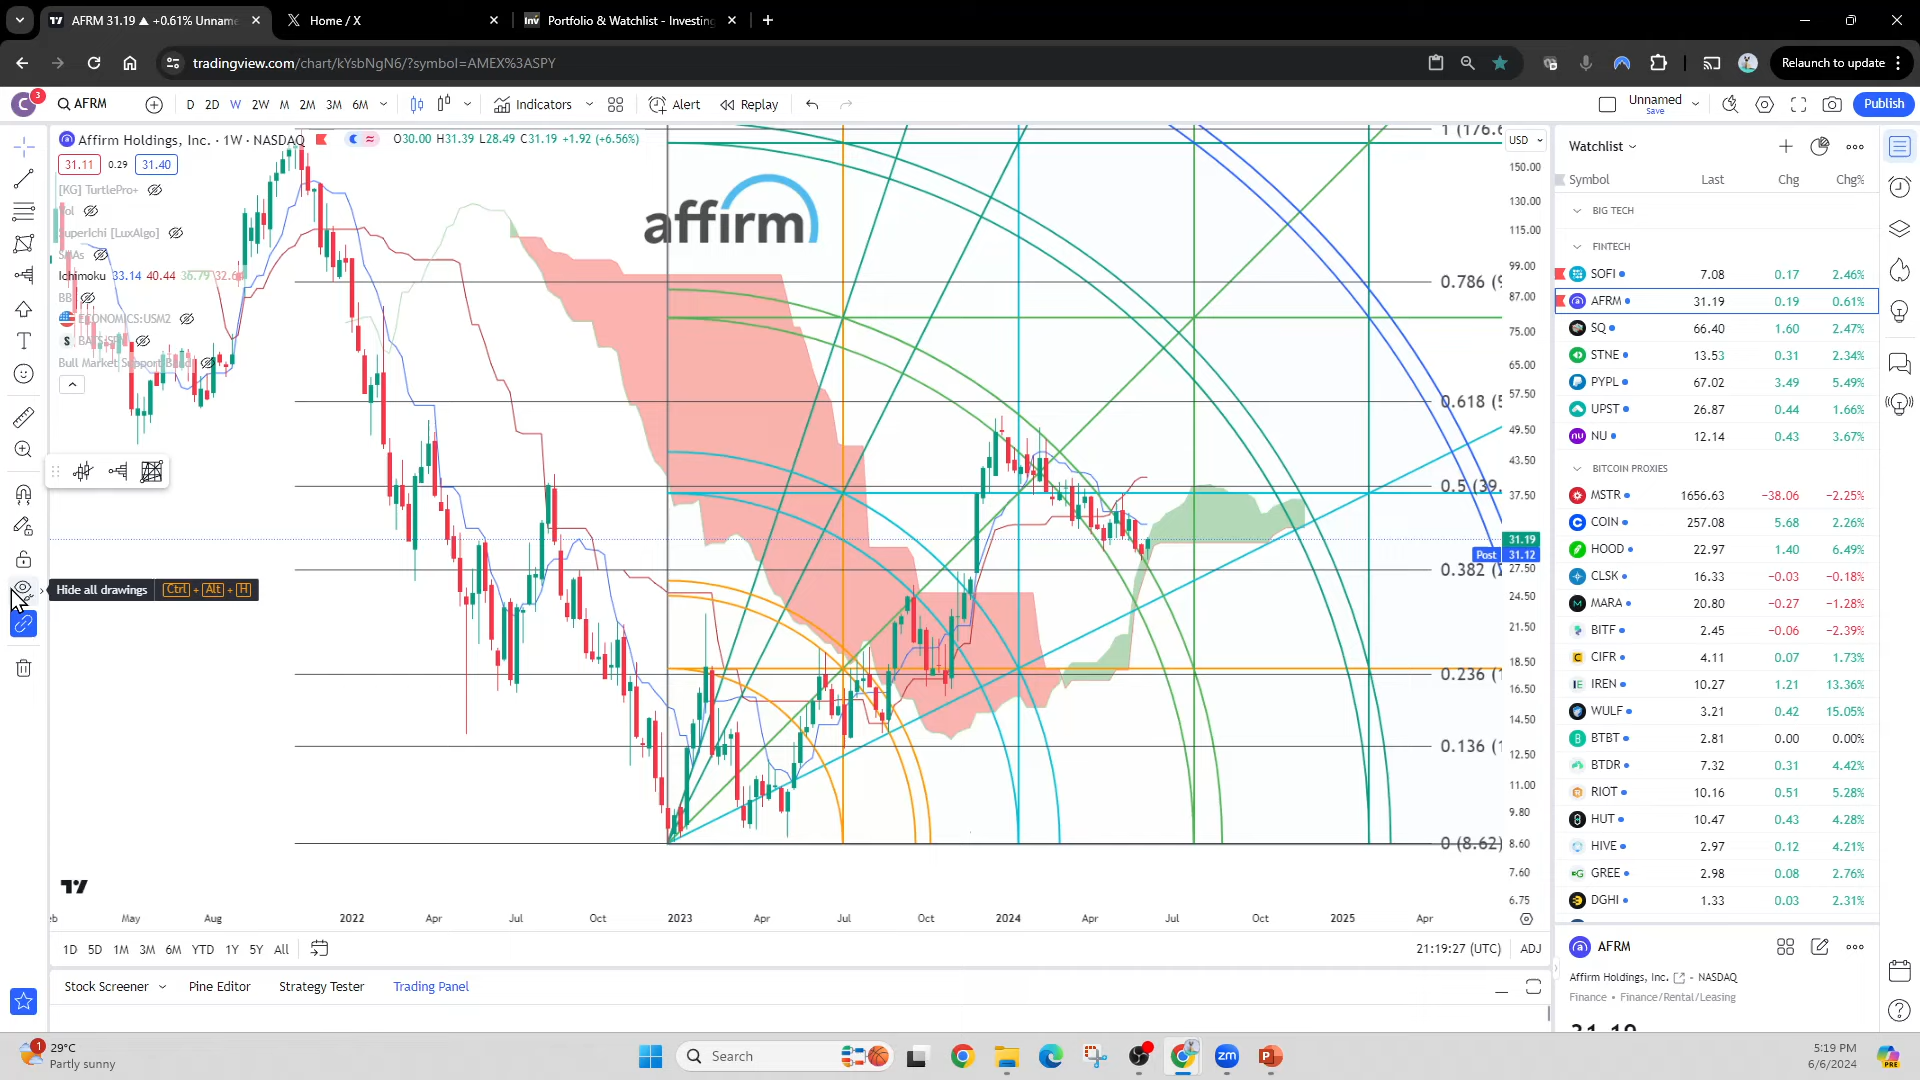 AFRM 31.19 ▲ +0.61% Unname
Home / X
Portfolio & Watchlist - Investing
tradingview.com/chart/kYsbNgN6/?symbol=AMEX%3ASPY
Relaunch to update
C 3
AFRM
D 2D W 2W M 2M 3M 6M
Indicators
Alert
Replay
Unnamed
Save
Publish
Affirm Holdings, Inc. · 1W · NASDAQ
O30.00 H31.39 L28.49 C31.19 +1.92 (+6.56%)
31.11 0.29 31.40
[KG] TurtlePro+
SuperIchi [LuxAlgo]
Ichimoku 33.14 40.44
BB
ECONOMICS:USM2
Bull Market Support Band
affirm
Hide all drawings Ctrl + Alt + H
1 (176.6
0.786 (9
0.618 (5
0.5 (39.
0.382 (2
0.236 (1
0.136 (1
0 (8.62)
USD
150.00
130.00
115.00
99.00
87.00
75.00
65.00
57.50
49.50
43.50
37.50
31.19
Post 31.12
27.50
24.50
21.50
18.50
16.50
14.50
12.50
11.00
9.80
8.60
7.60
6.75
May Aug 2022 Apr Jul Oct 2023 Apr Jul Oct 2024 Apr Jul Oct 2025 Apr
1D 5D 1M 3M 6M YTD 1Y 5Y All
21:19:27 (UTC) ADJ
Stock Screener Pine Editor Strategy Tester Trading Panel
Watchlist
Symbol Last Chg Chg%
BIG TECH
FINTECH
SOFI 7.08 0.17 2.46%
AFRM 31.19 0.19 0.61%
SQ 66.40 1.60 2.47%
STNE 13.53 0.31 2.34%
PYPL 67.02 3.49 5.49%
UPST 26.87 0.44 1.66%
NU 12.14 0.43 3.67%
BITCOIN PROXIES
MSTR 1656.63 −38.06 −2.25%
COIN 257.08 5.68 2.26%
HOOD 22.97 1.40 6.49%
CLSK 16.33 −0.03 −0.18%
MARA 20.80 −0.27 −1.28%
BITF 2.45 −0.06 −2.39%
CIFR 4.11 0.07 1.73%
IREN 10.27 1.21 13.36%
WULF 3.21 0.42 15.05%
BTBT 2.81 0.00 0.00%
BTDR 7.32 0.31 4.42%
RIOT 10.16 0.51 5.28%
HUT 10.47 0.43 4.28%
HIVE 2.97 0.12 4.21%
GREE 2.98 0.08 2.76%
DGHI 1.33 0.03 2.31%
AFRM
Affirm Holdings, Inc. • NASDAQ
Finance • Finance/Rental/Leasing
31.19
29°C
Partly sunny
Search
5:19 PM
6/6/2024